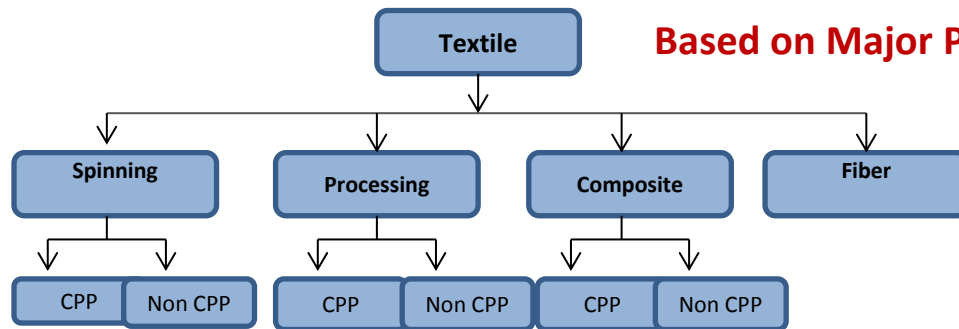 Textile
Based on Major P
Spinning
Processing
Composite
Fiber
CPP
Non CPP
CPP
Non CPP
CPP
Non CPP